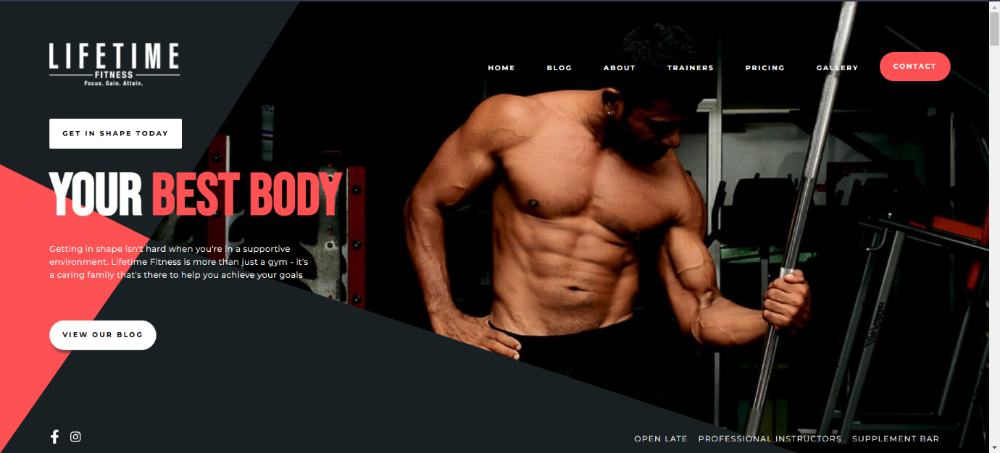 LIFETIME
FITNESS
Focus. Gain. Attain.
HOME BLOG ABOUT TRAINERS PRICING GALLERY CONTACT
GET IN SHAPE TODAY
YOUR BEST BODY
Getting in shape isn't hard when you're in a supportive
environment. Lifetime Fitness is more than just a gym - it's
a caring family that's there to help you achieve your goals
VIEW OUR BLOG
OPEN LATE PROFESSIONAL INSTRUCTORS SUPPLEMENT BAR